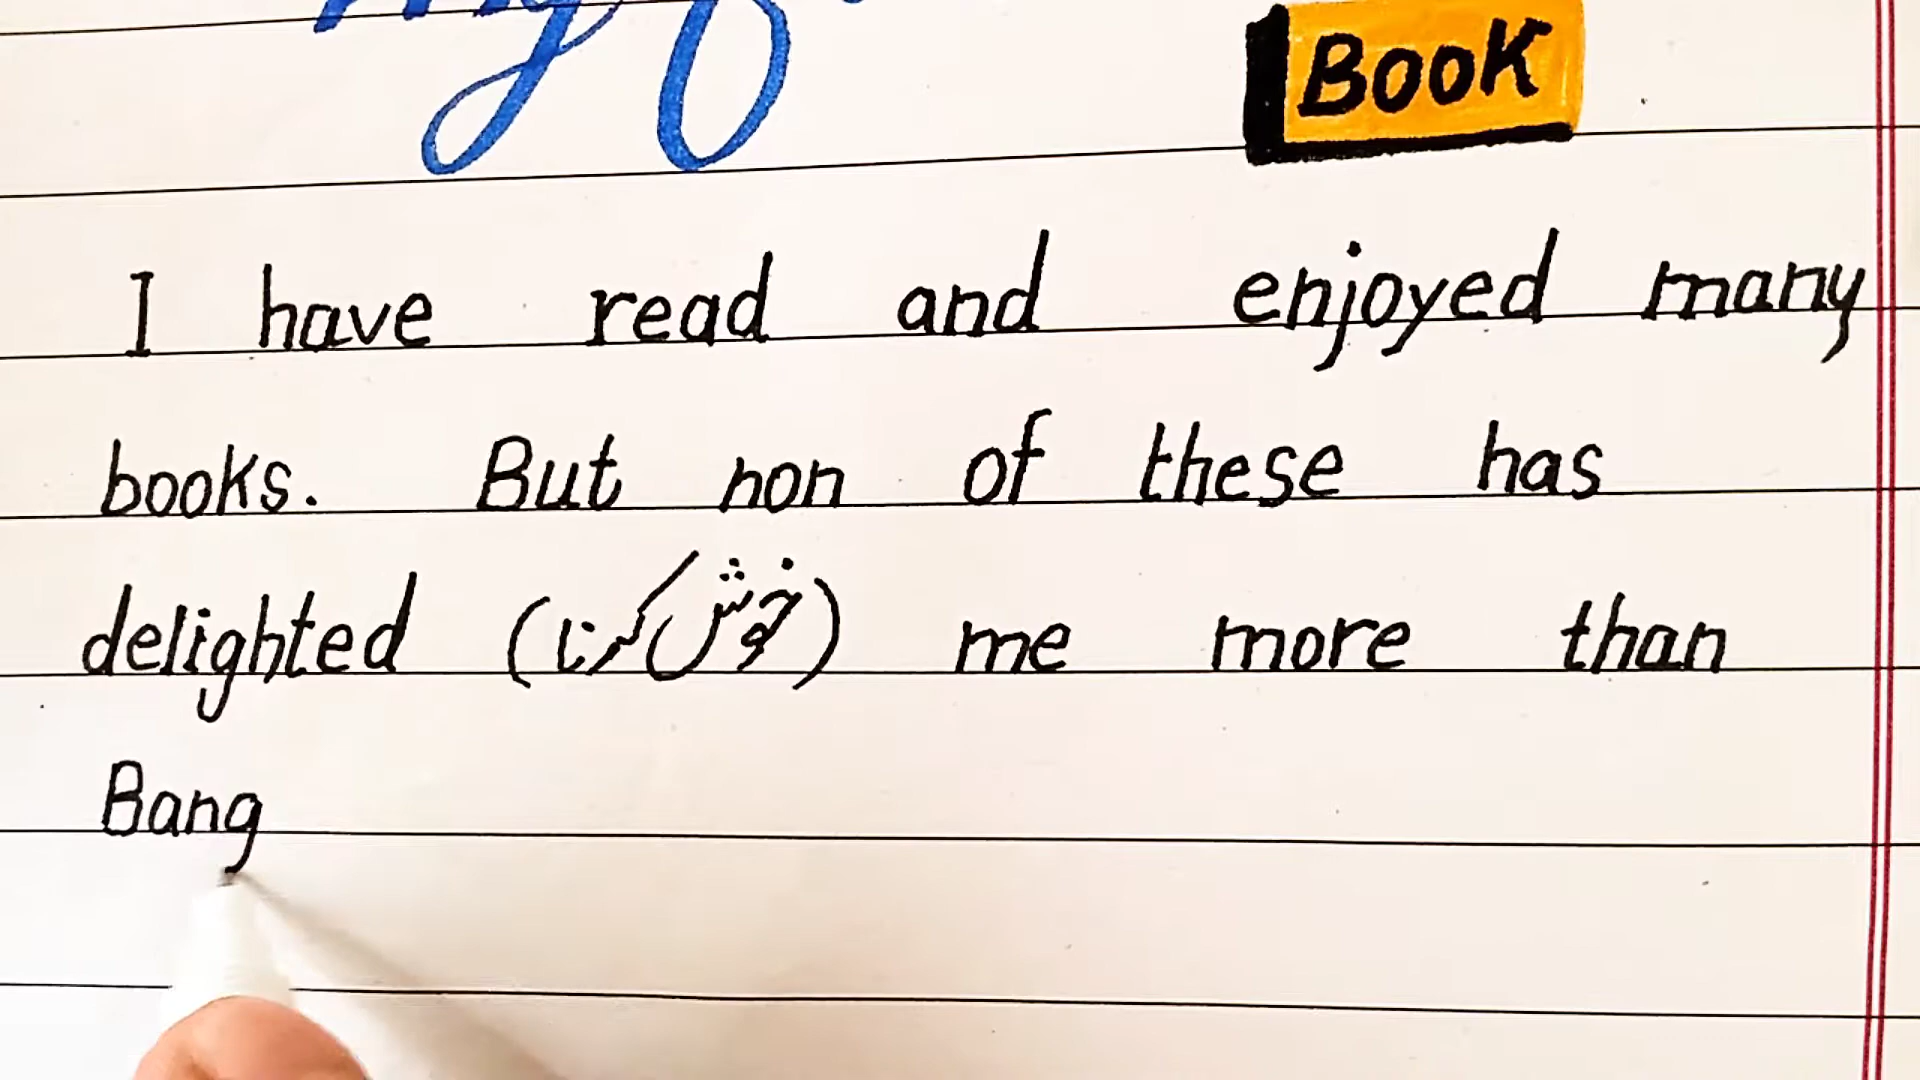 My
BOOK
I have read and enjoyed many
books. But non of these has
delighted (خوش کرنا) me more than
Bang